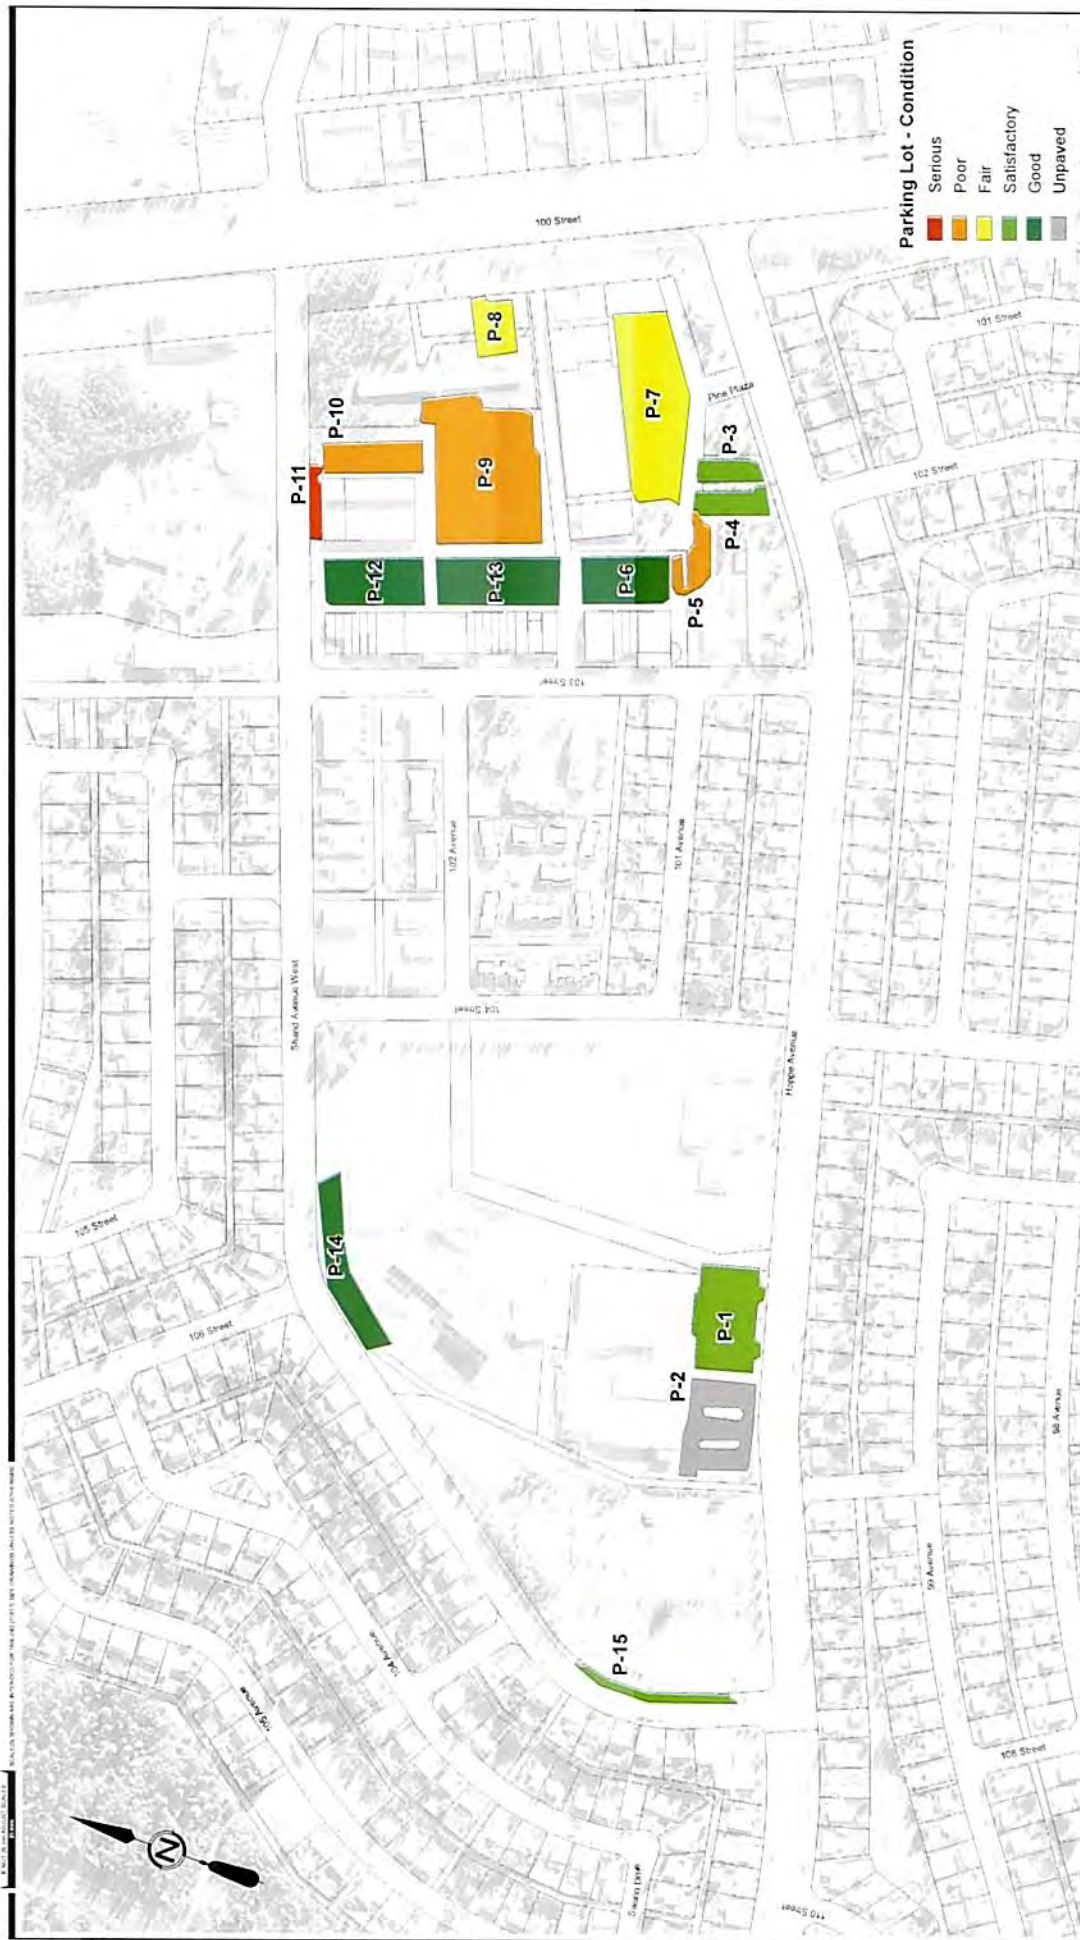 Parking Lot - Condition
Serious
Poor
Fair
Satisfactory
Good
Unpaved
100 Street
101 Street
102 Street
Pine Plaza
P-8
P-7
P-3
P-4
P-10
P-11
P-9
P-12
P-13
P-6
P-5
103 Street
102 Avenue
101 Avenue
Shand Avenue West
104 Street
Hoppe Avenue
105 Street
106 Street
P-14
P-1
P-2
98 Avenue
99 Avenue
104 Avenue
105 Avenue
P-15
108 Street
110 Street
N